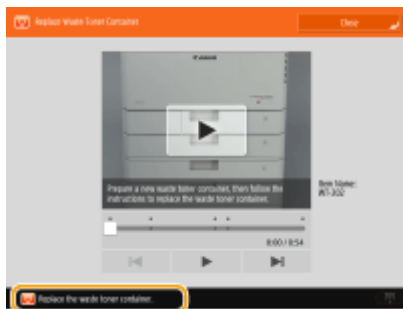 Replace Waste Toner Container
Close
Canon
Prepare a new waste toner container, then follow the
instructions to replace the waste toner container.
Item Name:
WT-202
0:00 / 0:54
Replace the waste toner container.